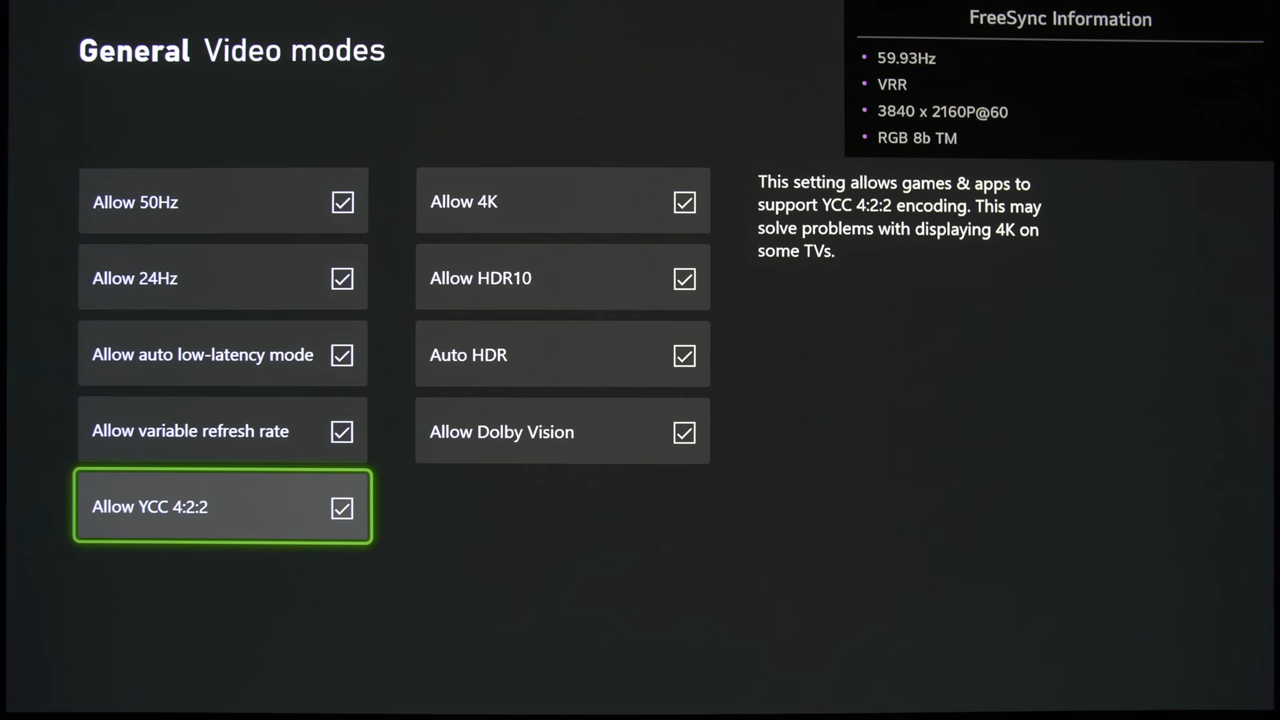 General Video modes
FreeSync Information
• 59.93Hz
• VRR
• 3840 x 2160P@60
• RGB 8b TM
Allow 50Hz
Allow 24Hz
Allow auto low-latency mode
Allow variable refresh rate
Allow YCC 4:2:2
Allow 4K
Allow HDR10
Auto HDR
Allow Dolby Vision
This setting allows games & apps to
support YCC 4:2:2 encoding. This may
solve problems with displaying 4K on
some TVs.